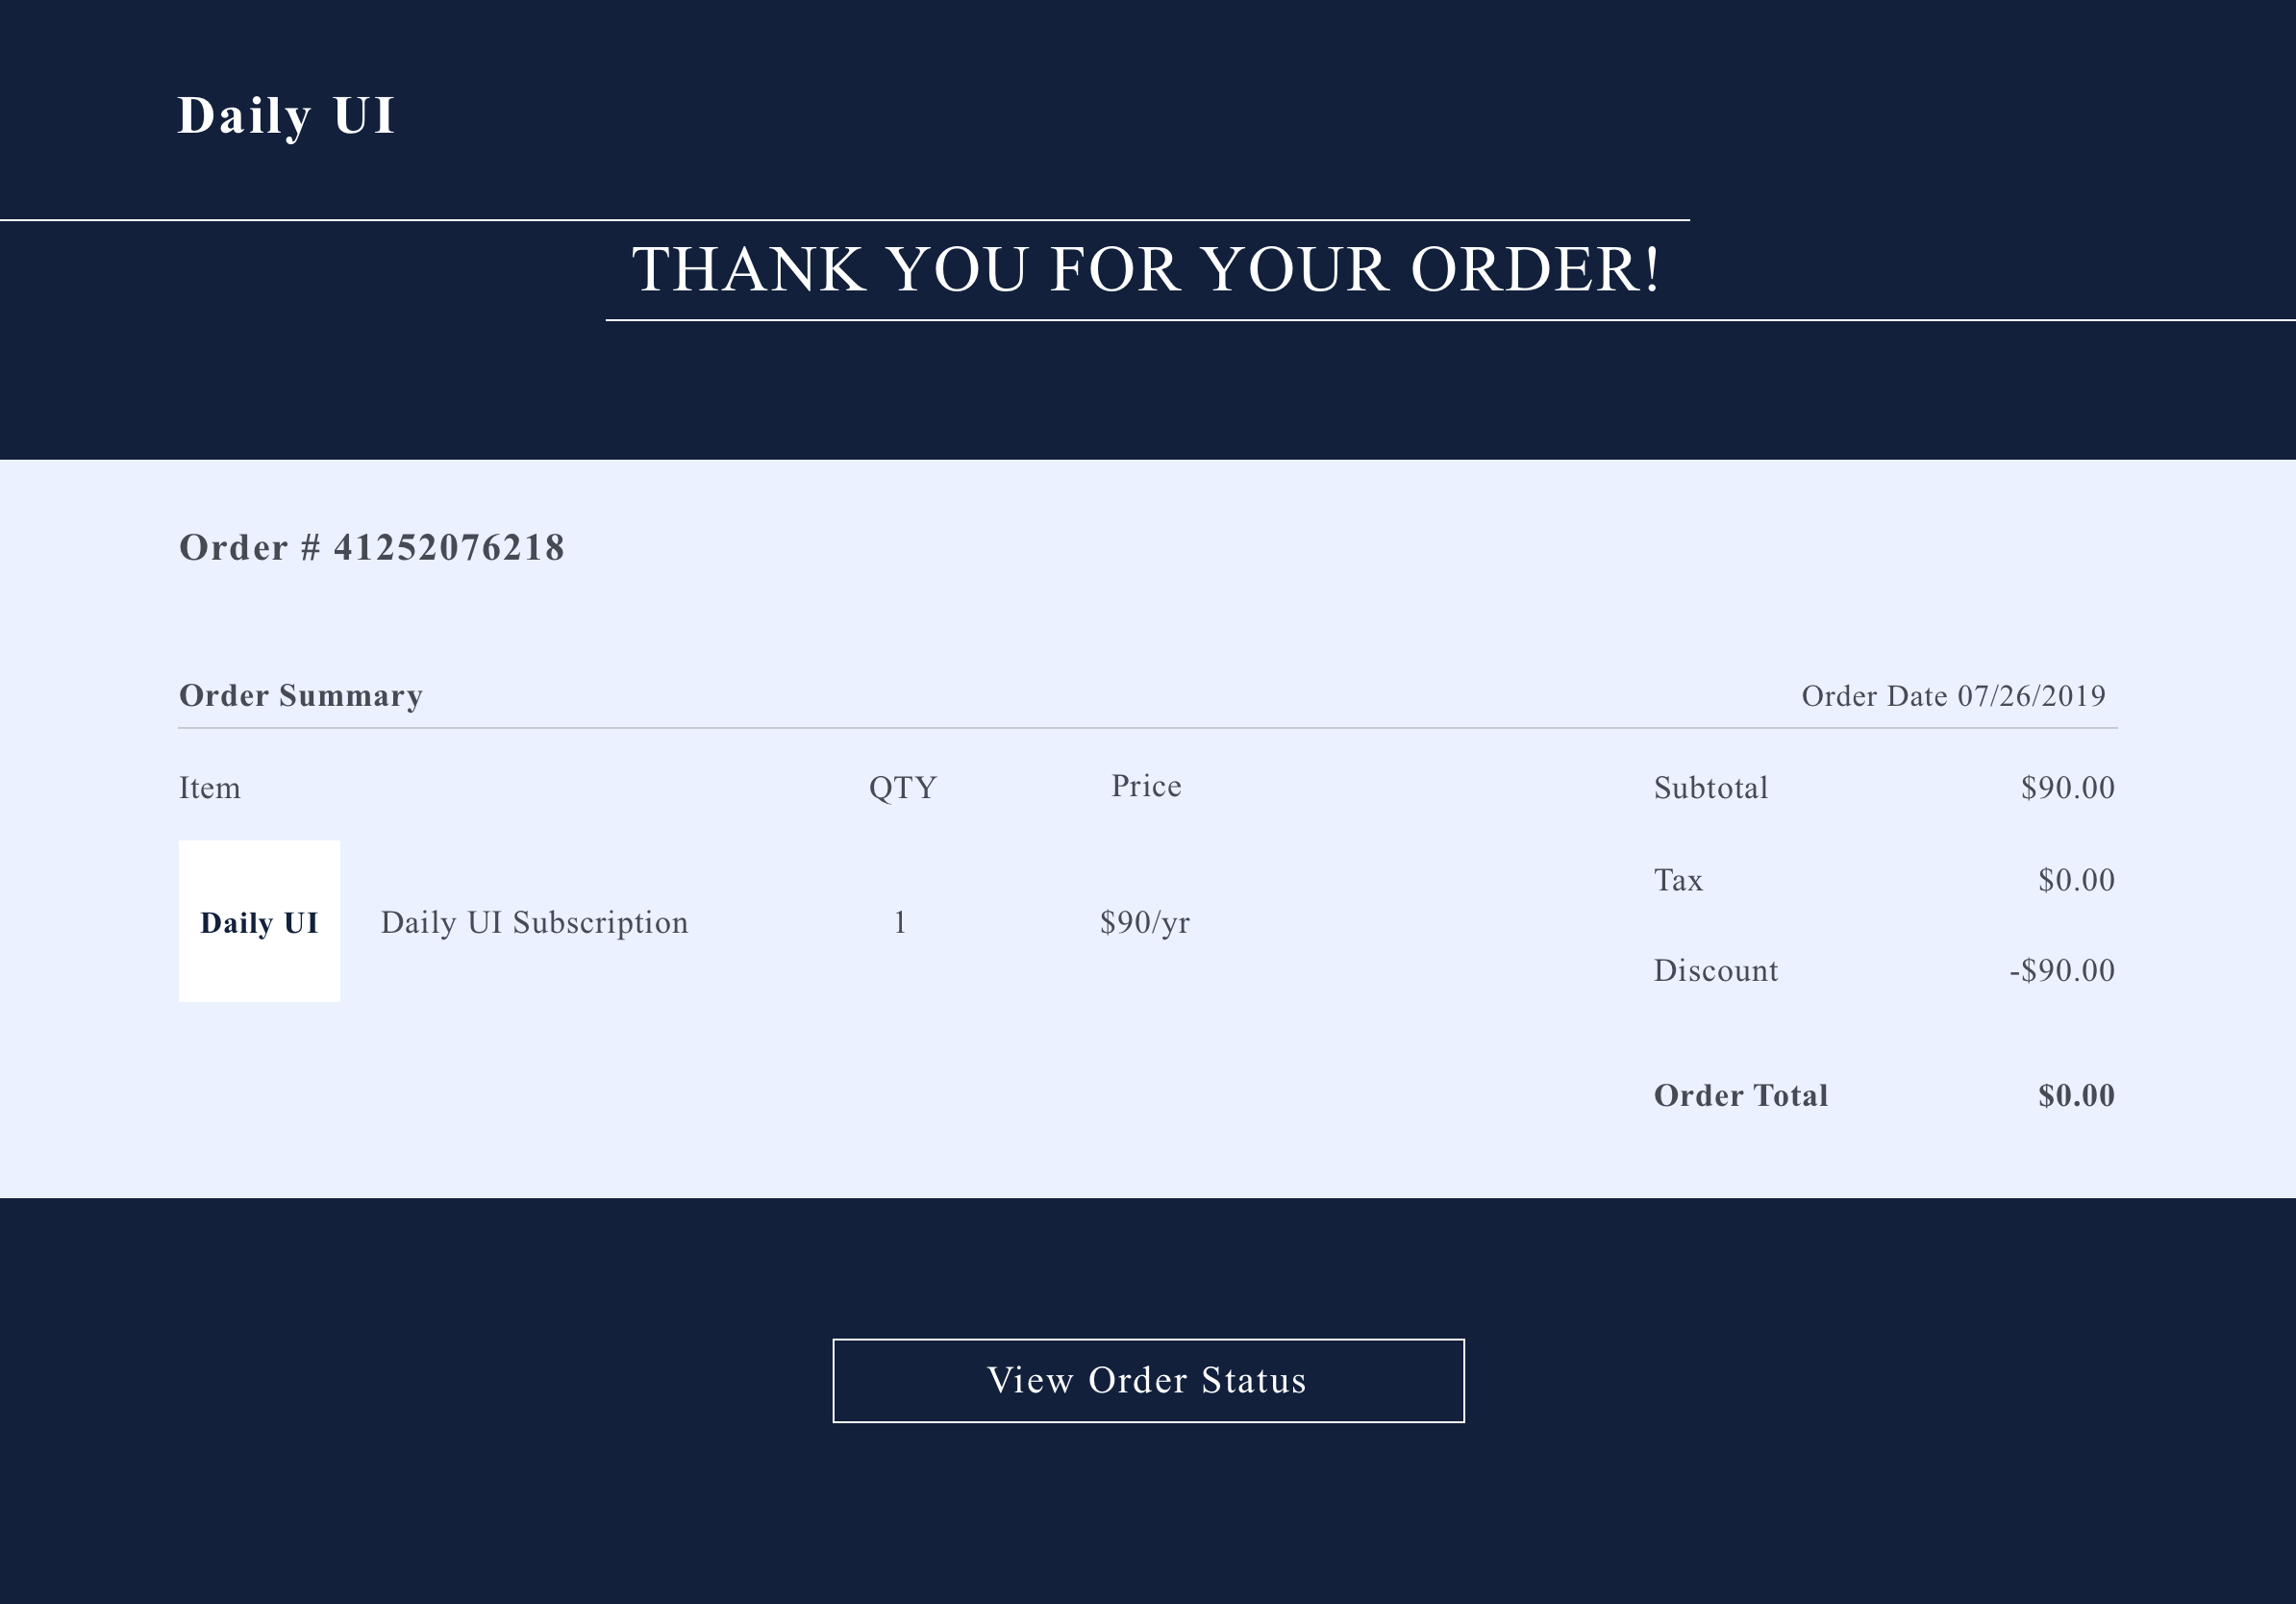 Daily UI
THANK YOU FOR YOUR ORDER!
Order # 41252076218
Order Summary
Order Date 07/26/2019
Item QTY Price
Daily UI
Daily UI Subscription 1 $90/yr
Subtotal $90.00
Tax $0.00
Discount -$90.00
Order Total $0.00
View Order Status